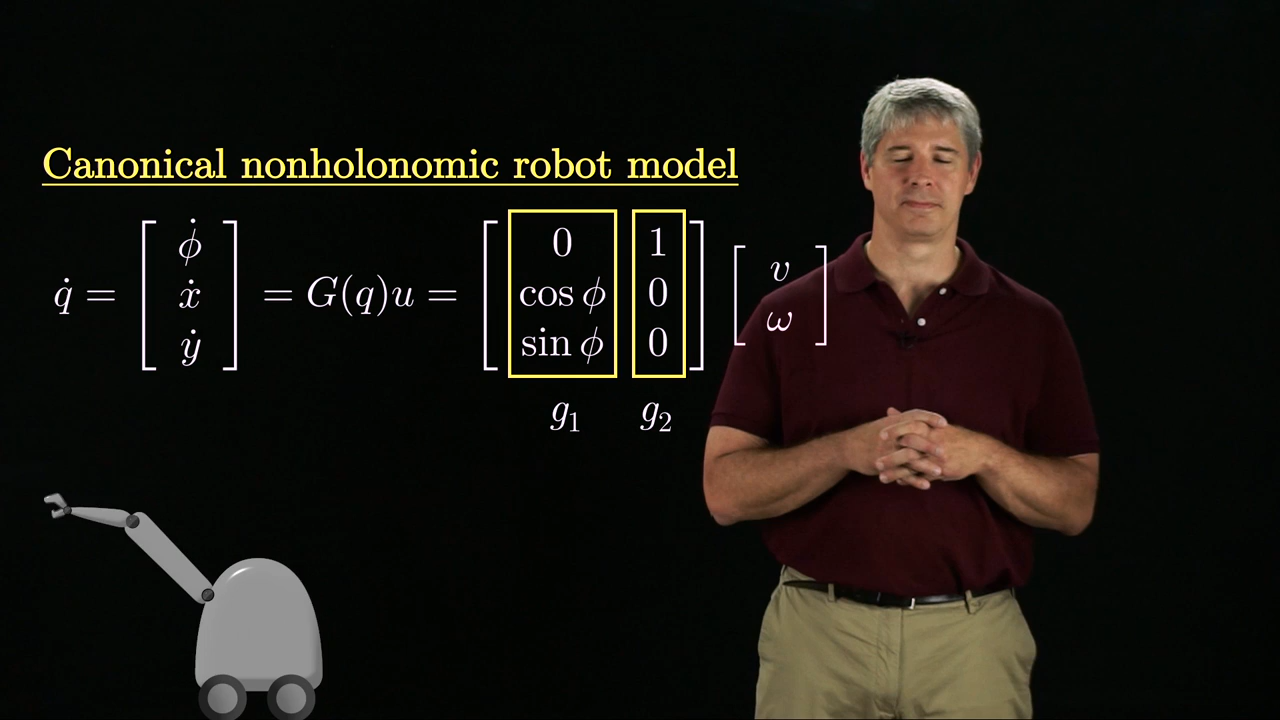 Canonical nonholonomic robot model
q̇ = [ϕ̇ ẋ ẏ] = G(q)u = [0 1; cos ϕ 0; sin ϕ 0] [v ω]
g₁ g₂